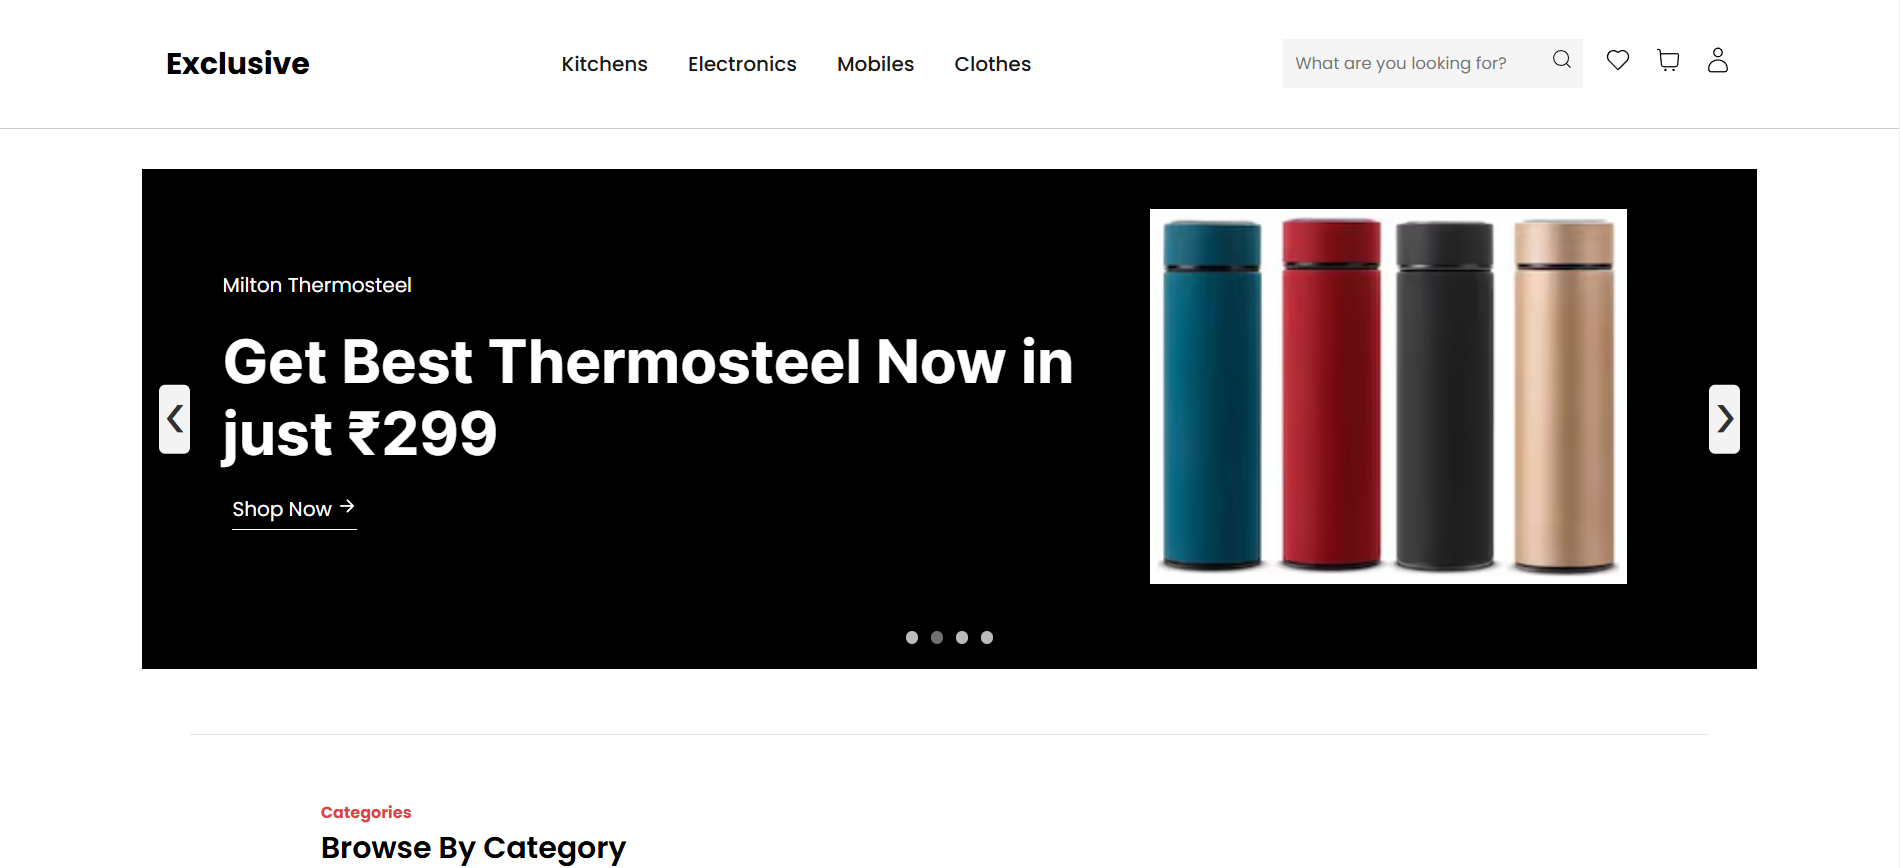 Exclusive
Kitchens
Electronics
Mobiles
Clothes
What are you looking for?
Milton Thermosteel
Get Best Thermosteel Now in
just ₹299
Shop Now
Categories
Browse By Category